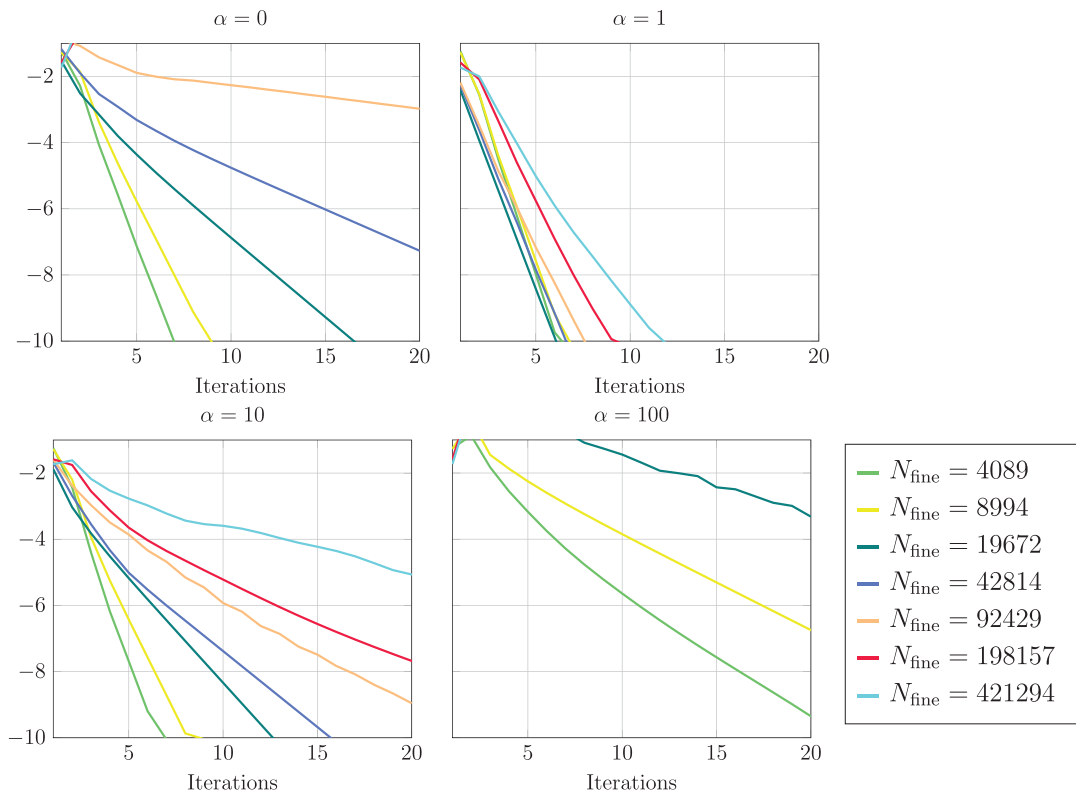 α = 0
α = 1
−2
−4
−6
−8
−10
5
10
15
20
5
10
15
20
Iterations
Iterations
α = 10
α = 100
−2
−4
−6
−8
−10
5
10
15
20
5
10
15
20
Iterations
Iterations
N_fine = 4089
N_fine = 8994
N_fine = 19672
N_fine = 42814
N_fine = 92429
N_fine = 198157
N_fine = 421294